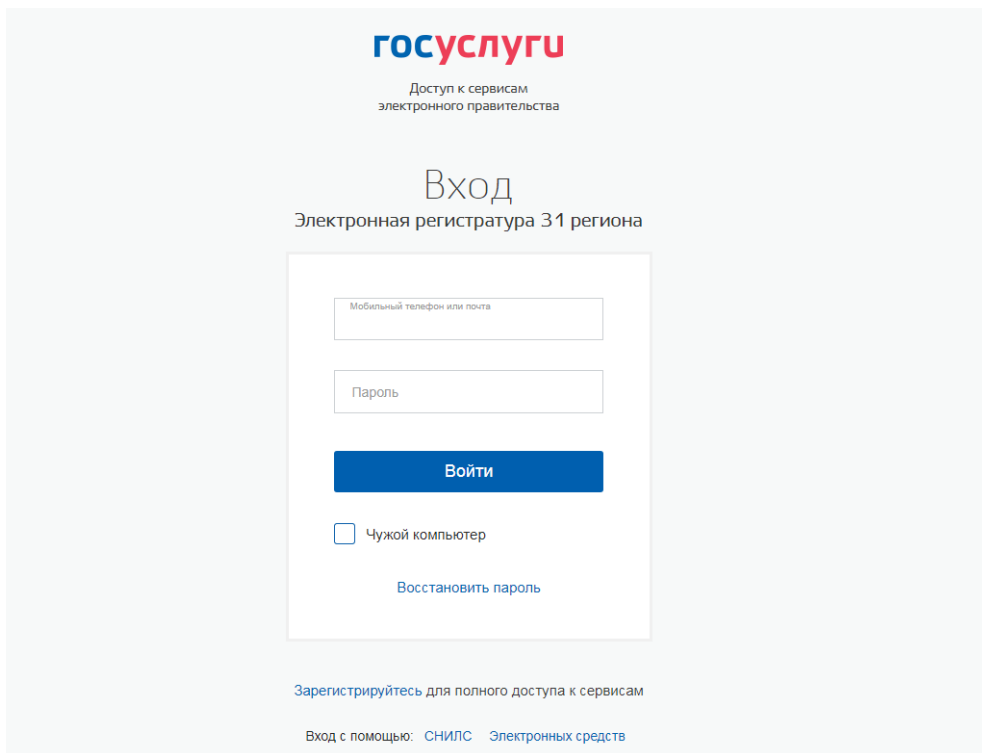 госуслуги
Доступ к сервисам
электронного правительства
Вход
Электронная регистратура 31 региона
Мобильный телефон или почта
Пароль
Войти
Чужой компьютер
Восстановить пароль
Зарегистрируйтесь для полного доступа к сервисам
Вход с помощью: СНИЛС Электронных средств